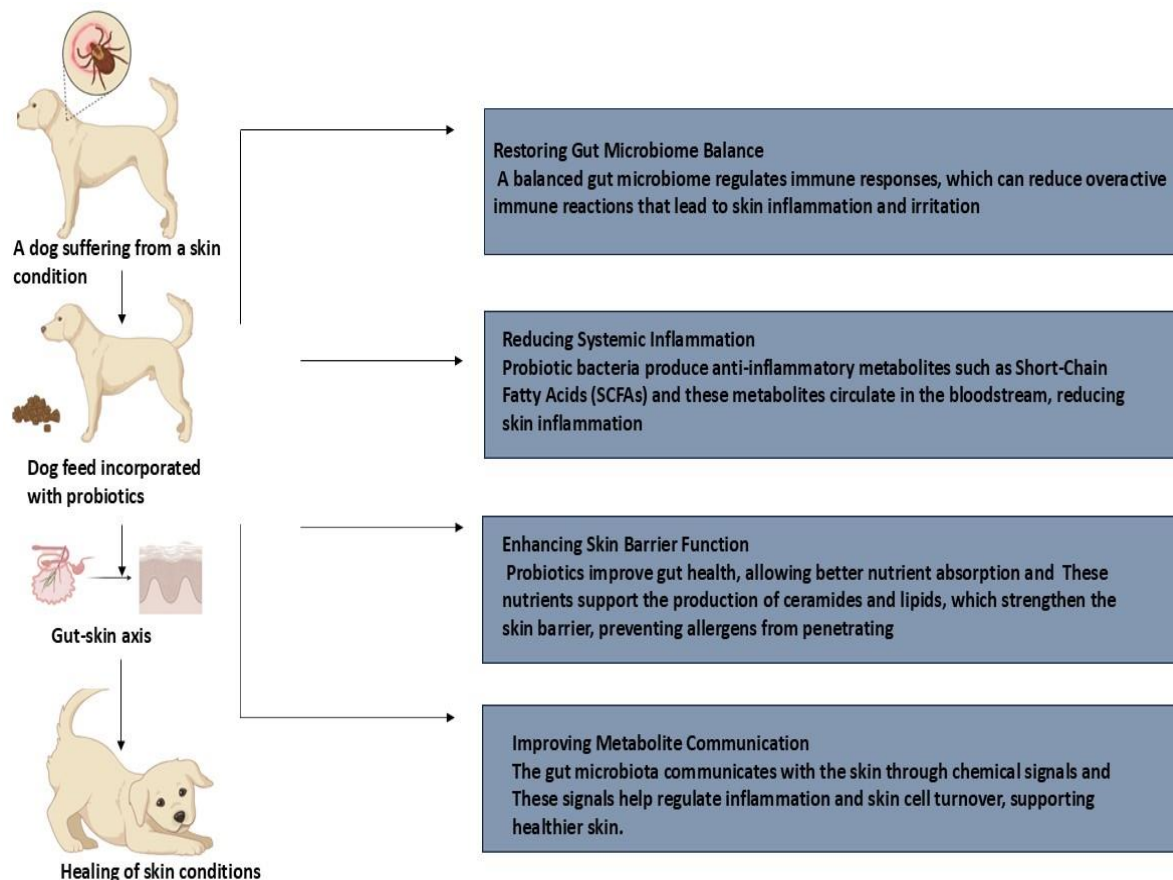 A dog suffering from a skin
condition
Dog feed incorporated
with probiotics
Gut-skin axis
Healing of skin conditions
Restoring Gut Microbiome Balance
A balanced gut microbiome regulates immune responses, which can reduce overactive
immune reactions that lead to skin inflammation and irritation
Reducing Systemic Inflammation
Probiotic bacteria produce anti-inflammatory metabolites such as Short-Chain
Fatty Acids (SCFAs) and these metabolites circulate in the bloodstream, reducing
skin inflammation
Enhancing Skin Barrier Function
Probiotics improve gut health, allowing better nutrient absorption and These
nutrients support the production of ceramides and lipids, which strengthen the
skin barrier, preventing allergens from penetrating
Improving Metabolite Communication
The gut microbiota communicates with the skin through chemical signals and
These signals help regulate inflammation and skin cell turnover, supporting
healthier skin.